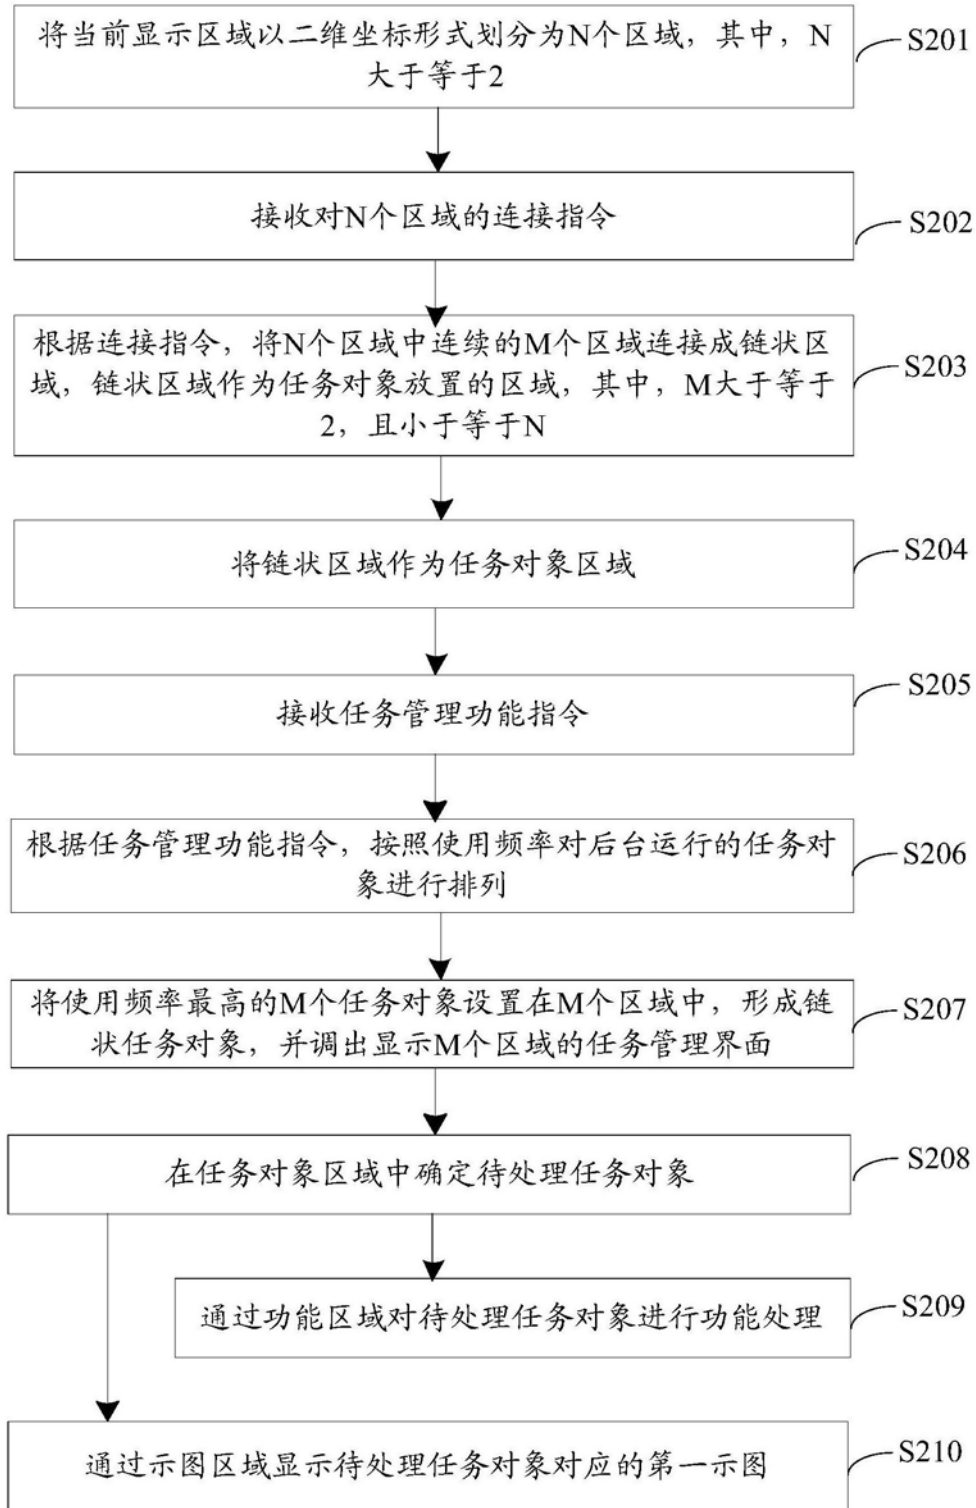 将当前显示区域以二维坐标形式划分为N个区域，其中，N
大于等于2
S201
接收对N个区域的连接指令
S202
根据连接指令，将N个区域中连续的M个区域连接成链状区
域，链状区域作为任务对象放置的区域，其中，M大于等于
2，且小于等于N
S203
将链状区域作为任务对象区域
S204
接收任务管理功能指令
S205
根据任务管理功能指令，按照使用频率对后台运行的任务对
象进行排列
S206
将使用频率最高的M个任务对象设置在M个区域中，形成链
状任务对象，并调出显示M个区域的任务管理界面
S207
在任务对象区域中确定待处理任务对象
S208
通过功能区域对待处理任务对象进行功能处理
S209
通过示图区域显示待处理任务对象对应的第一示图
S210